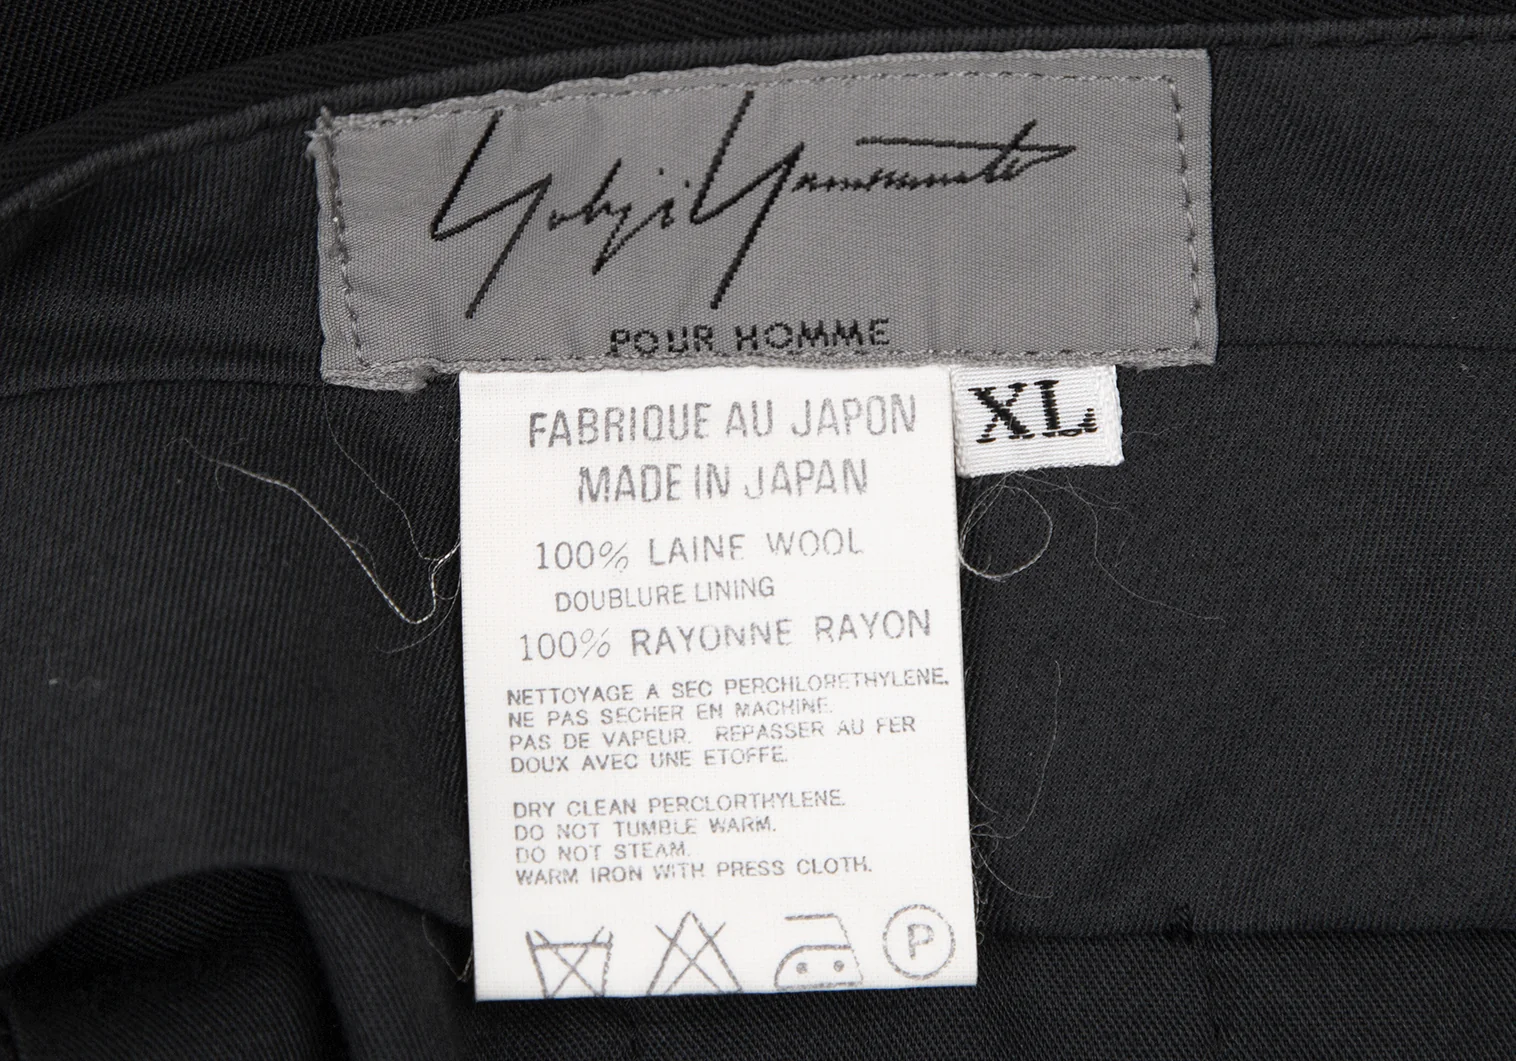 Yohji Yamamoto
POUR HOMME
XL
FABRIQUE AU JAPON
MADE IN JAPAN
100% LAINE WOOL
DOUBLURE LINING
100% RAYONNE RAYON
NETTOYAGE A SEC PERCHLORETHYLENE.
NE PAS SECHER EN MACHINE.
PAS DE VAPEUR. REPASSER AU FER
DOUX AVEC UNE ETOFFE.
DRY CLEAN PERCLORTHYLENE.
DO NOT TUMBLE WARM.
DO NOT STEAM.
WARM IRON WITH PRESS CLOTH.
P